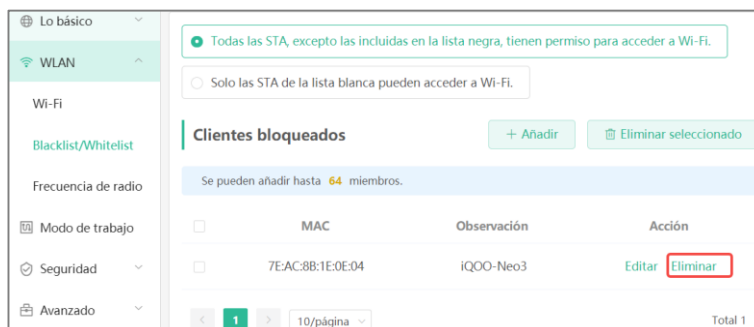 Lo básico
WLAN
Wi-Fi
Blacklist/Whitelist
Frecuencia de radio
Modo de trabajo
Seguridad
Avanzado
Todas las STA, excepto las incluidas en la lista negra, tienen permiso para acceder a Wi-Fi.
Solo las STA de la lista blanca pueden acceder a Wi-Fi.
Clientes bloqueados
+ Añadir
Eliminar seleccionado
Se pueden añadir hasta 64 miembros.
MAC Observación Acción
7E:AC:8B:1E:0E:04 iQOO-Neo3 Editar Eliminar
< 1 > 10/página Total 1